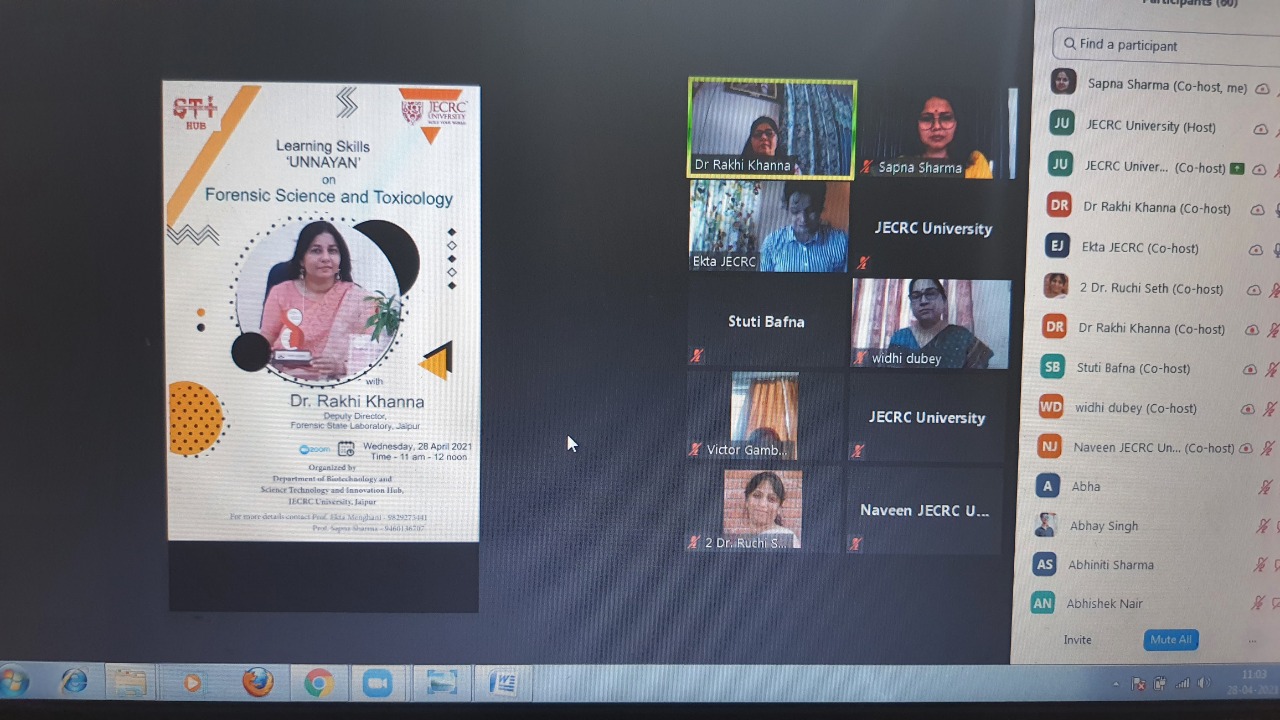 STI
HUB
JECRC
UNIVERSITY
BUILD YOUR WORLD
Learning Skills
'UNNAYAN'
on
Forensic Science and Toxicology
with
Dr. Rakhi Khanna
Deputy Director,
Forensic State Laboratory, Jaipur
zoom
Wednesday, 28 April 2021
Time - 11 am - 12 noon
Organized by
Department of Biotechnology and
Science Technology and Innovation Hub,
JECRC University, Jaipur
For more details contact Prof. Ekta Menghani - 9829275441
Prof. Sapna Sharma -
Dr Rakhi Khanna
Sapna Sharma
Ekta JECRC
JECRC University
Stuti Bafna
widhi dubey
Victor Gamb...
JECRC University
2 Dr. Ruchi S...
Naveen JECRC U...
Participants (60)
Find a participant
Sapna Sharma (Co-host, me)
JU JECRC University (Host)
JU JECRC Univer... (Co-host)
DR Dr Rakhi Khanna (Co-host)
EJ Ekta JECRC (Co-host)
2 Dr. Ruchi Seth (Co-host)
DR Dr Rakhi Khanna (Co-host)
SB Stuti Bafna (Co-host)
WD widhi dubey (Co-host)
NJ Naveen JECRC Un... (Co-host)
A Abha
Abhay Singh
AS Abhiniti Sharma
AN Abhishek Nair
Invite
Mute All
...
11:03
28-04-2021